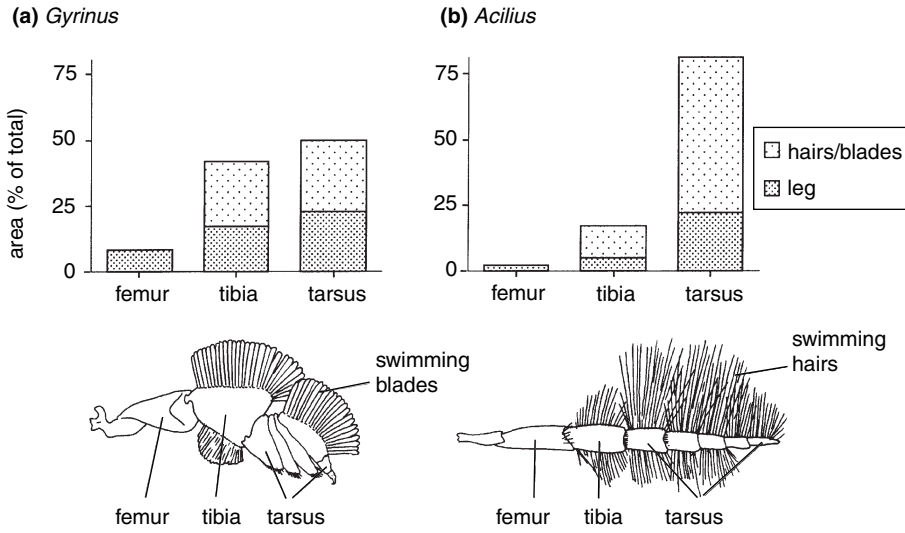 (a) Gyrinus
(b) Acilius
area (% of total)
75
50
25
0
femur tibia tarsus
75
50
25
0
femur tibia tarsus
hairs/blades
leg
swimming
blades
femur tibia tarsus
swimming
hairs
femur tibia tarsus